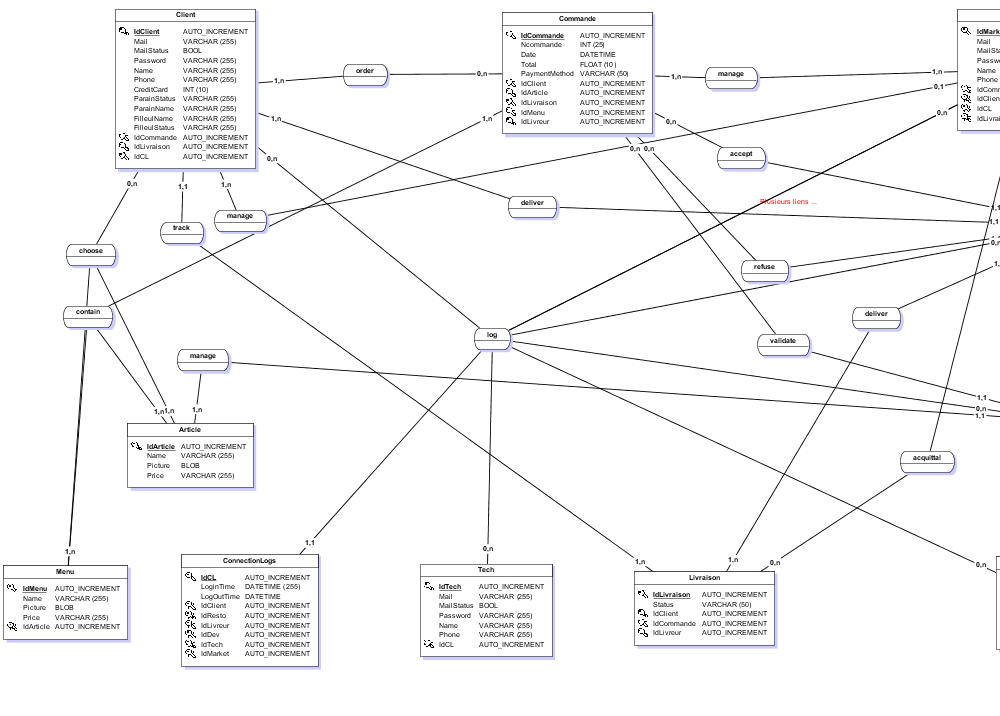 Client
IdClient AUTO_INCREMENT
Mail VARCHAR (255)
MailStatus BOOL
Password VARCHAR (255)
Name VARCHAR (255)
Phone VARCHAR (255)
CreditCard INT (10)
ParainStatus VARCHAR (255)
ParainName VARCHAR (255)
FilleulName VARCHAR (255)
FilleulStatus VARCHAR (255)
IdCommande AUTO_INCREMENT
IdLivraison AUTO_INCREMENT
IdCL AUTO_INCREMENT
Commande
IdCommande AUTO_INCREMENT
Ncommande INT (25)
Date DATETIME
Total FLOAT (10 )
PaymentMethod VARCHAR (50)
IdClient AUTO_INCREMENT
IdArticle AUTO_INCREMENT
IdLivraison AUTO_INCREMENT
IdMenu AUTO_INCREMENT
IdLivreur AUTO_INCREMENT
IdMark
Mail
MailSta
Passwo
Name
Phone
IdComm
IdClien
IdCL
IdLivrai
1,n
order
0,n
1,n
manage
1,n
0,1
1,n
1,n
0,n
0,n
0,n
0,n
0,n
accept
0,n
1,1
1,n
manage
track
deliver
Plusieurs liens ...
1,1
1,1
choose
refuse
0,n
1,
contain
deliver
log
validate
manage
1,1
0,n
1,1
1,n
1,n
1,n
Article
IdArticle AUTO_INCREMENT
Name VARCHAR (255)
Picture BLOB
Price VARCHAR (255)
acquittal
1,n
1,1
0,n
1,n
1,n
0,n
0,n
Menu
IdMenu AUTO_INCREMENT
Name VARCHAR (255)
Picture BLOB
Price VARCHAR (255)
IdArticle AUTO_INCREMENT
ConnectionLogs
IdCL AUTO_INCREMENT
LoginTime DATETIME (255)
LogOutTime DATETIME
IdClient AUTO_INCREMENT
IdResto AUTO_INCREMENT
IdLivreur AUTO_INCREMENT
IdDev AUTO_INCREMENT
IdTech AUTO_INCREMENT
IdMarket AUTO_INCREMENT
Tech
IdTech AUTO_INCREMENT
Mail VARCHAR (255)
MailStatus BOOL
Password VARCHAR (255)
Name VARCHAR (255)
Phone VARCHAR (255)
IdCL AUTO_INCREMENT
Livraison
IdLivraison AUTO_INCREMENT
Status VARCHAR (50)
IdClient AUTO_INCREMENT
IdCommande AUTO_INCREMENT
IdLivreur AUTO_INCREMENT